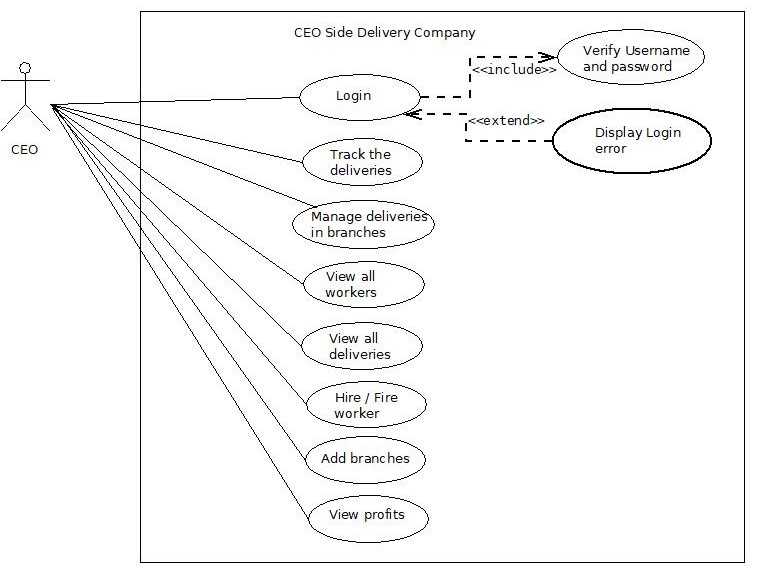 CEO Side Delivery Company
Verify Username
and password
<<include>>
Login
<<extend>>
Display Login
error
CEO
Track the
deliveries
Manage deliveries
in branches
View all
workers
View all
deliveries
Hire / Fire
worker
Add branches
View profits